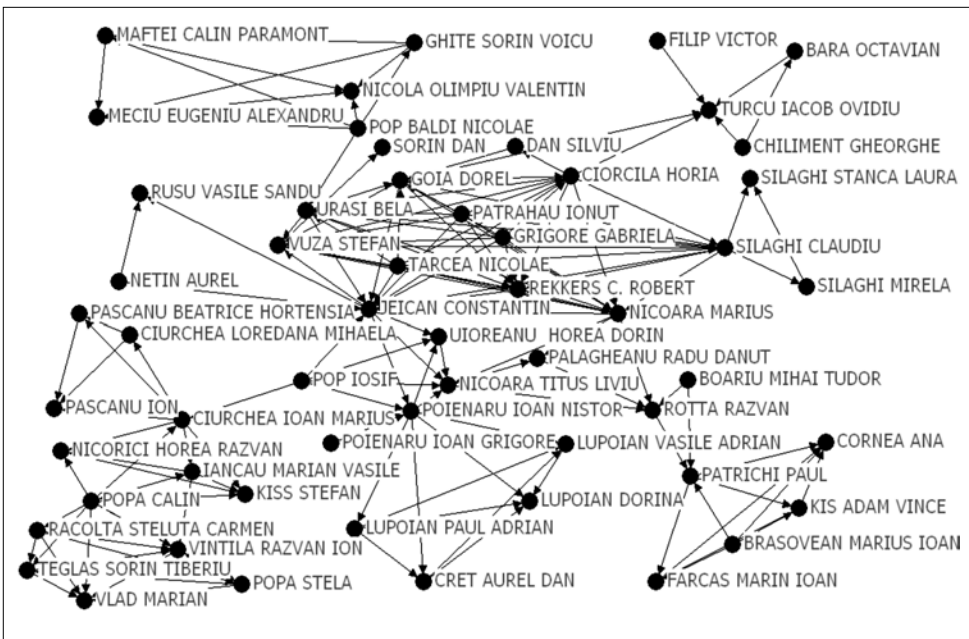 MAFTEI CALIN PARAMONT
GHITE SORIN VOICU
FILIP VICTOR
BARA OCTAVIAN
NICOLA OLIMPIU VALENTIN
TURCU IACOB OVIDIU
MECIU EUGENIU ALEXANDRU
POP BALDI NICOLAE
SORIN DAN
DAN SILVIU
CHILIMENT GHEORGHE
GOIA DOREL
CIORCILA HORIA
SILAGHI STANCA LAURA
RUSU VASILE SANDU
URASI BELA
PATRAHAU IONUT
GRIGORE GABRIELA
VUZA STEFAN
SILAGHI CLAUDIU
TARCEA NICOLAE
NETIN AUREL
REKKERS C. ROBERT
SILAGHI MIRELA
PASCANU BEATRICE HORTENSIA
JEICAN CONSTANTIN
NICOARA MARIUS
CIURCHEA LOREDANA MIHAELA
UIOREANU HOREA DORIN
PALAGHEANU RADU DANUT
POP IOSIF
NICOARA TITUS LIVIU
BOARIU MIHAI TUDOR
PASCANU ION
CIURCHEA IOAN MARIUS
POIENARU IOAN NISTOR
ROTTA RAZVAN
NICORICI HOREA RAZVAN
POIENARU IOAN GRIGORE
LUPOIAN VASILE ADRIAN
CORNEA ANA
IANCAU MARIAN VASILE
PATRICHI PAUL
KISS STEFAN
POPA CALIN
LUPOIAN DORINA
KIS ADAM VINCE
RACOLTA STELUTA CARMEN
LUPOIAN PAUL ADRIAN
VINTILA RAZVAN ION
BRASOVEAN MARIUS IOAN
TEGLAS SORIN TIBERIU
POPA STELA
CRET AUREL DAN
FARCAS MARIN IOAN
VLAD MARIAN